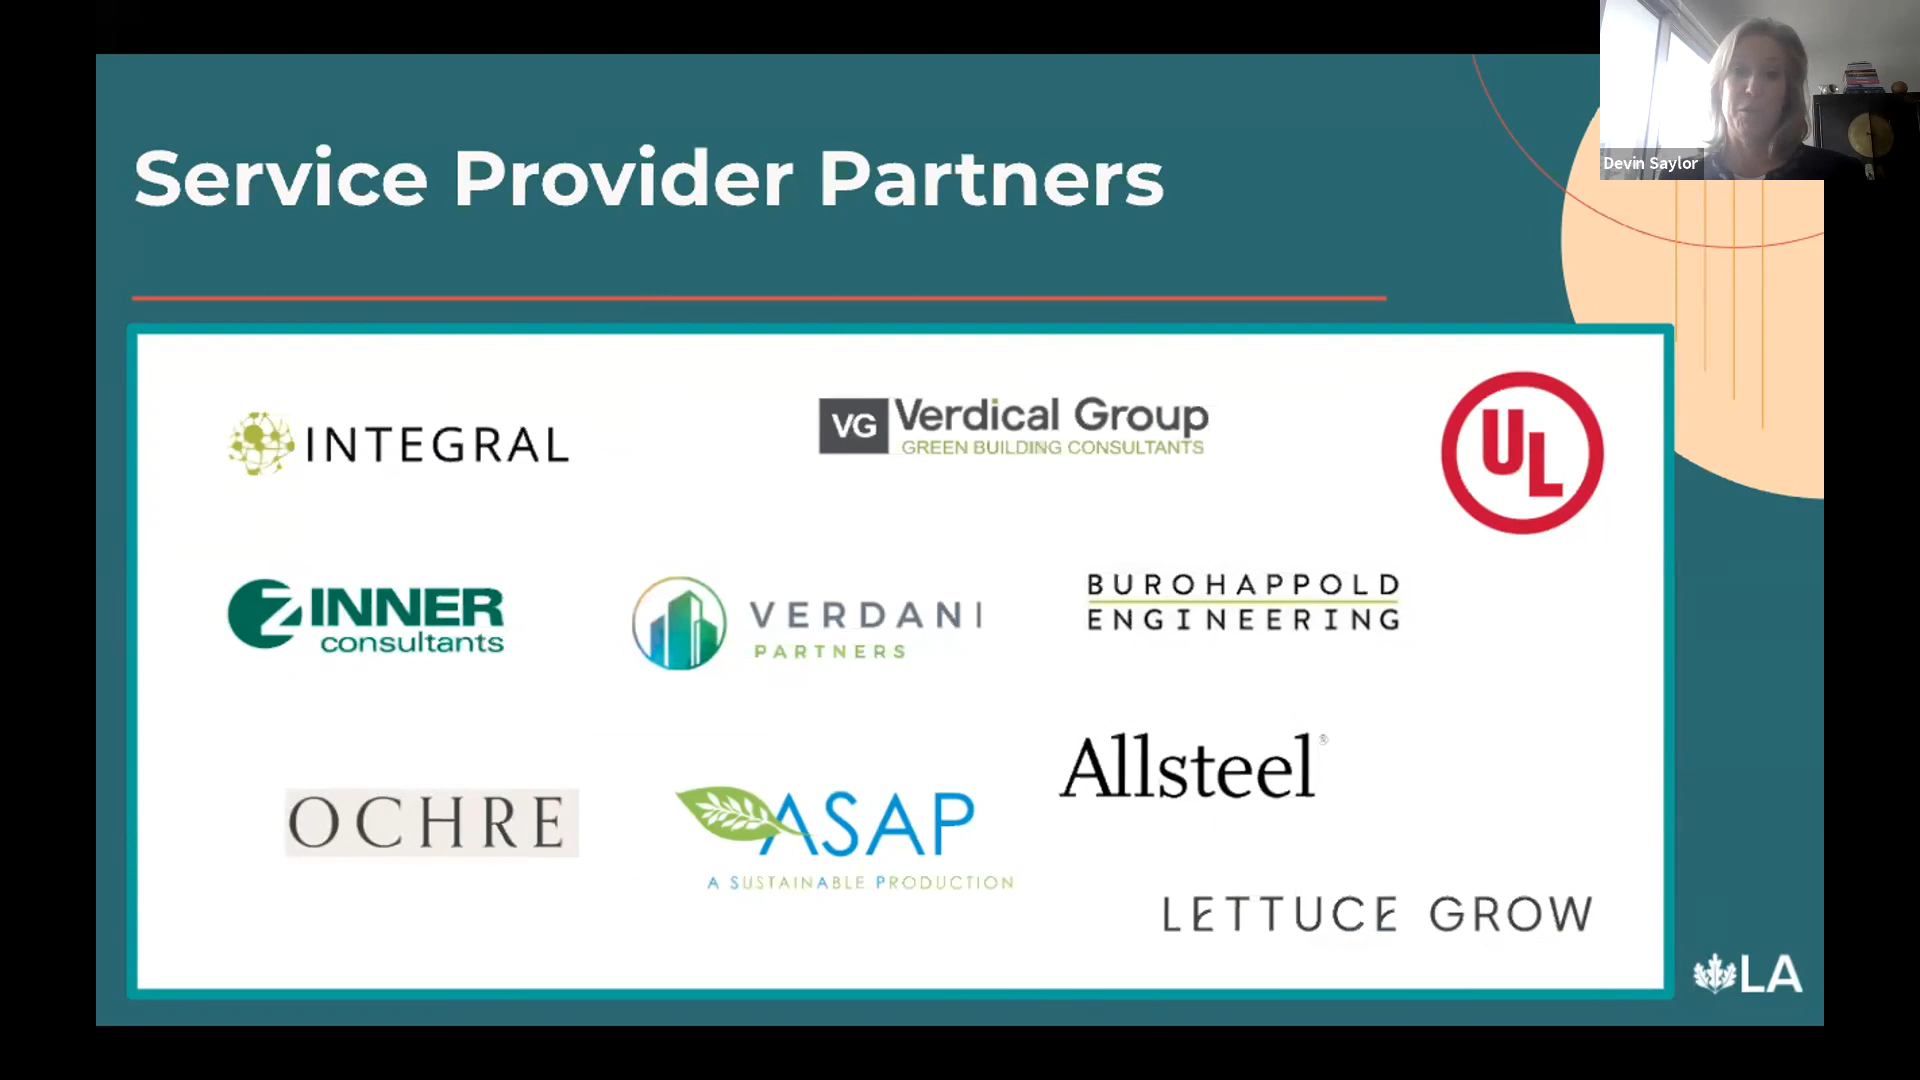 Devin Saylor
Service Provider Partners
INTEGRAL
VG Verdical Group
GREEN BUILDING CONSULTANTS
UL
ZINNER
consultants
VERDANI
PARTNERS
BUROHAPPOLD
ENGINEERING
OCHRE
ASAP
A SUSTAINABLE PRODUCTION
Allsteel®
LETTUCE GROW
LA